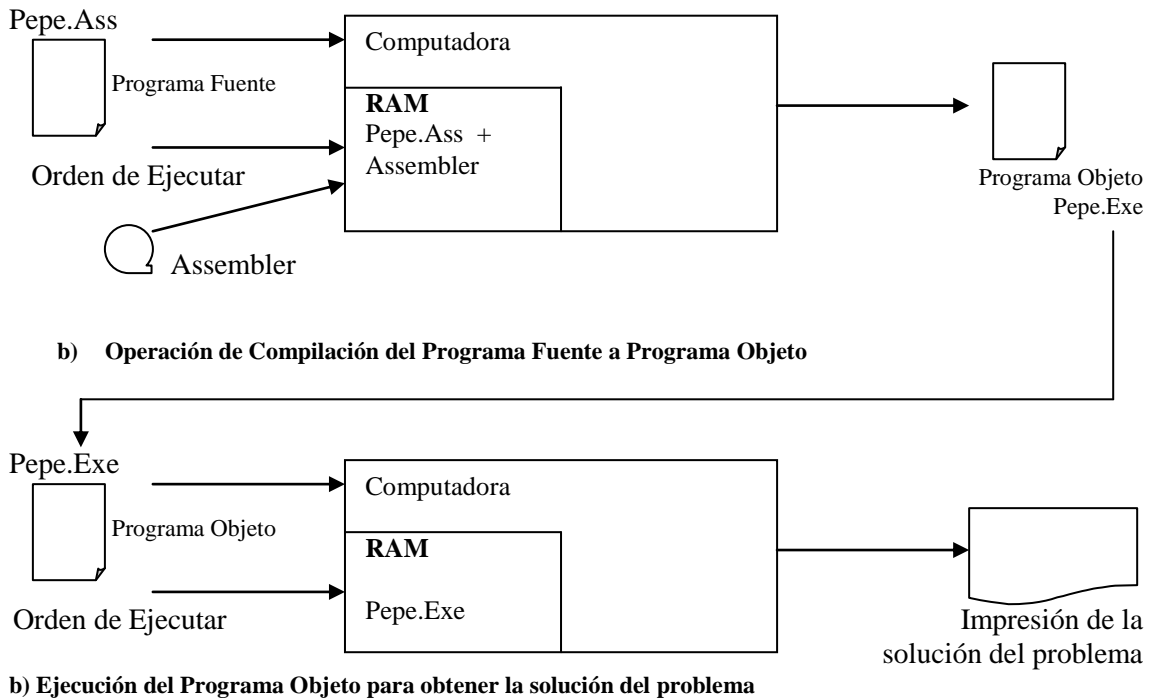 Pepe.Ass
Computadora
Programa Fuente
RAM
Pepe.Ass +
Assembler
Orden de Ejecutar
Assembler
Programa Objeto
Pepe.Exe
b) Operación de Compilación del Programa Fuente a Programa Objeto
Pepe.Exe
Computadora
Programa Objeto
RAM
Pepe.Exe
Orden de Ejecutar
Impresión de la
solución del problema
b) Ejecución del Programa Objeto para obtener la solución del problema